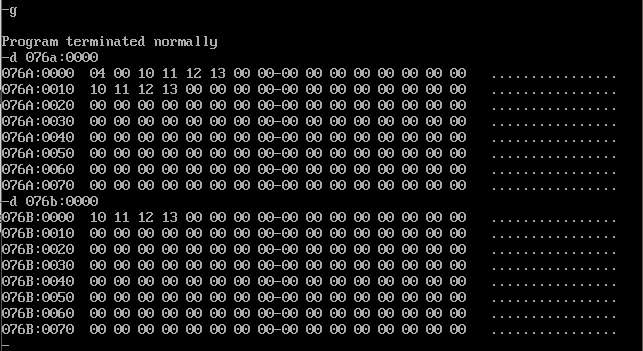 -g
Program terminated normally
-d 076a:0000
076A:0000  04 00 10 11 12 13 00 00-00 00 00 00 00 00 00 00   ................
076A:0010  10 11 12 13 00 00 00 00-00 00 00 00 00 00 00 00   ................
076A:0020  00 00 00 00 00 00 00 00-00 00 00 00 00 00 00 00   ................
076A:0030  00 00 00 00 00 00 00 00-00 00 00 00 00 00 00 00   ................
076A:0040  00 00 00 00 00 00 00 00-00 00 00 00 00 00 00 00   ................
076A:0050  00 00 00 00 00 00 00 00-00 00 00 00 00 00 00 00   ................
076A:0060  00 00 00 00 00 00 00 00-00 00 00 00 00 00 00 00   ................
076A:0070  00 00 00 00 00 00 00 00-00 00 00 00 00 00 00 00   ................
-d 076b:0000
076B:0000  10 11 12 13 00 00 00 00-00 00 00 00 00 00 00 00   ................
076B:0010  00 00 00 00 00 00 00 00-00 00 00 00 00 00 00 00   ................
076B:0020  00 00 00 00 00 00 00 00-00 00 00 00 00 00 00 00   ................
076B:0030  00 00 00 00 00 00 00 00-00 00 00 00 00 00 00 00   ................
076B:0040  00 00 00 00 00 00 00 00-00 00 00 00 00 00 00 00   ................
076B:0050  00 00 00 00 00 00 00 00-00 00 00 00 00 00 00 00   ................
076B:0060  00 00 00 00 00 00 00 00-00 00 00 00 00 00 00 00   ................
076B:0070  00 00 00 00 00 00 00 00-00 00 00 00 00 00 00 00   ................
-